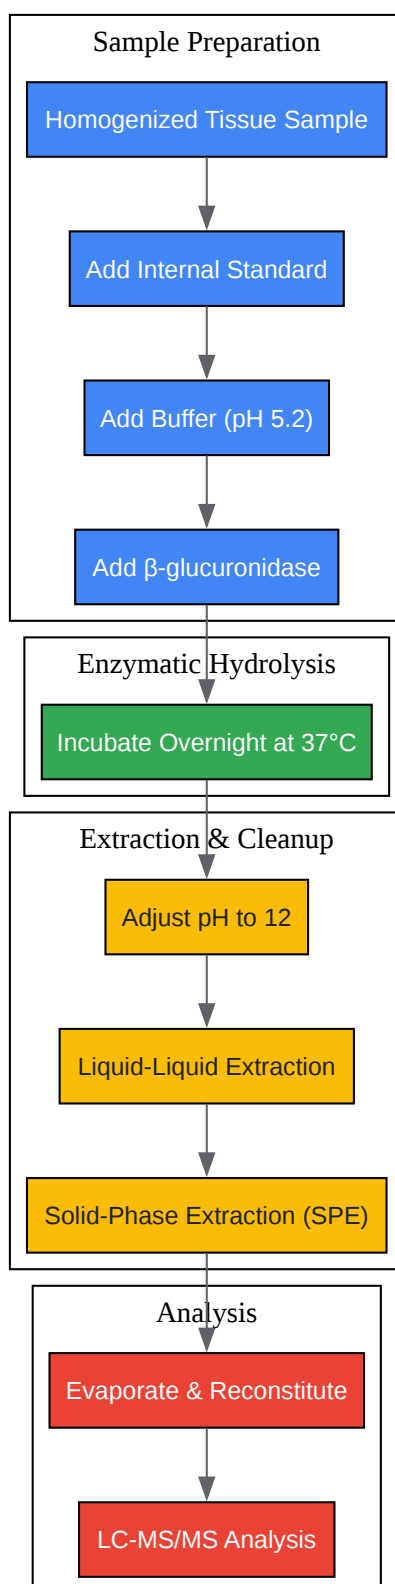 Sample Preparation
Homogenized Tissue Sample
Add Internal Standard
Add Buffer (pH 5.2)
Add β-glucuronidase
Enzymatic Hydrolysis
Incubate Overnight at 37°C
Extraction & Cleanup
Adjust pH to 12
Liquid-Liquid Extraction
Solid-Phase Extraction (SPE)
Analysis
Evaporate & Reconstitute
LC-MS/MS Analysis